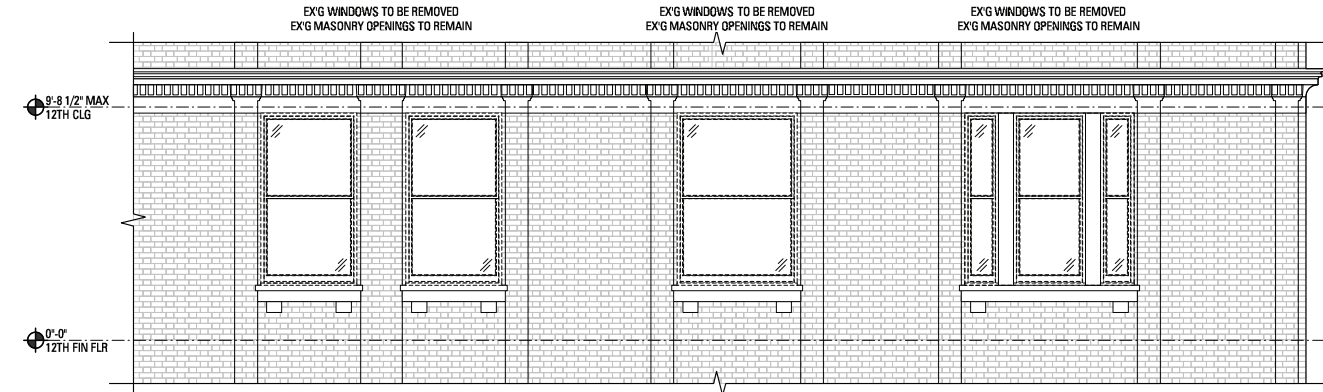 EX'G WINDOWS TO BE REMOVED
EX'G MASONRY OPENINGS TO REMAIN
EX'G WINDOWS TO BE REMOVED
EX'G MASONRY OPENINGS TO REMAIN
EX'G WINDOWS TO BE REMOVED
EX'G MASONRY OPENINGS TO REMAIN
9'-8 1/2" MAX
12TH CLG
0'-0"
12TH FIN FLR